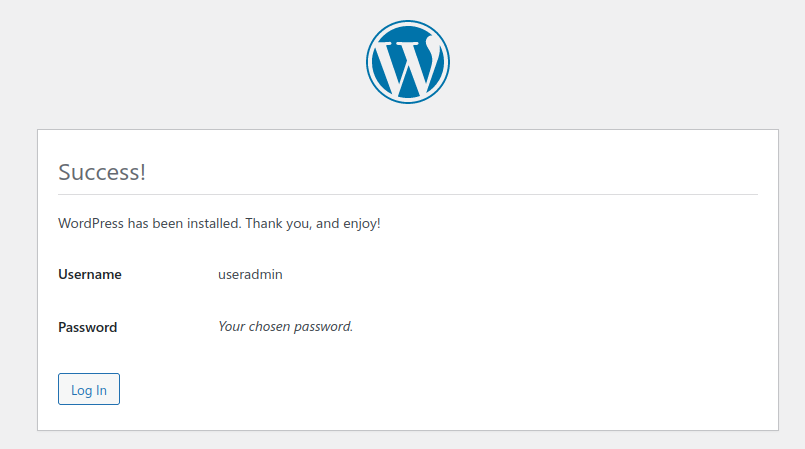 Success!
WordPress has been installed. Thank you, and enjoy!
Username useradmin
Password Your chosen password.
Log In